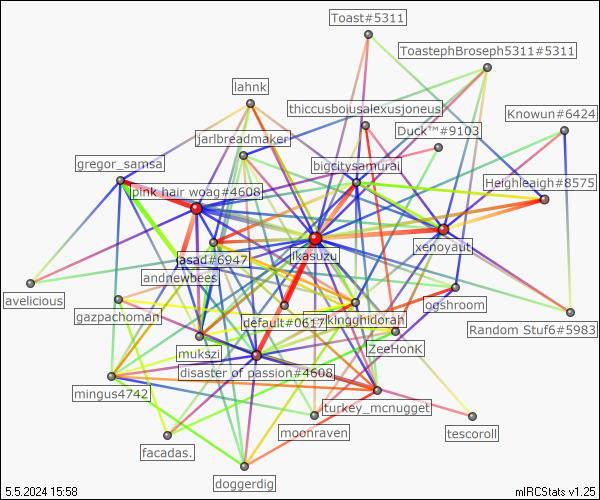 Toast#5311
ToastephBroseph5311#5311
lahnk
thiccusboiusalexusjoneus
Knowun#6424
Duck™#9103
jarlbreadmaker
gregor_samsa
bigcitysamurai
Heighleaigh#8575
pink hair woag#4608
xenovaut
ikasuzu
asad#6947
andnewbees
avelicious
ogshroom
gazpachoman
default#0617
kingghidorah
Random Stuf6#5983
mukszi
ZeeHonK
disaster of passion#4608
mingus4742
turkey_mcnugget
moonraven
tescoroll
facadas.
doggerdig
5.5.2024 15:58
mIRCStats v1.25